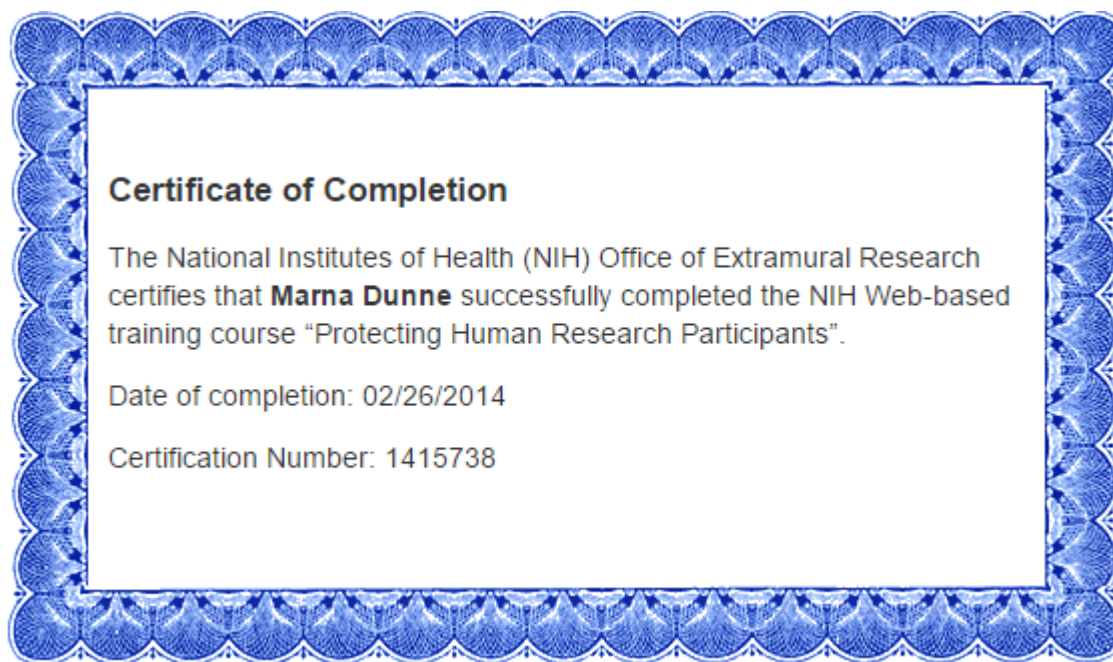 Certificate of Completion
The National Institutes of Health (NIH) Office of Extramural Research
certifies that Marna Dunne successfully completed the NIH Web-based
training course “Protecting Human Research Participants”.
Date of completion: 02/26/2014
Certification Number: 1415738